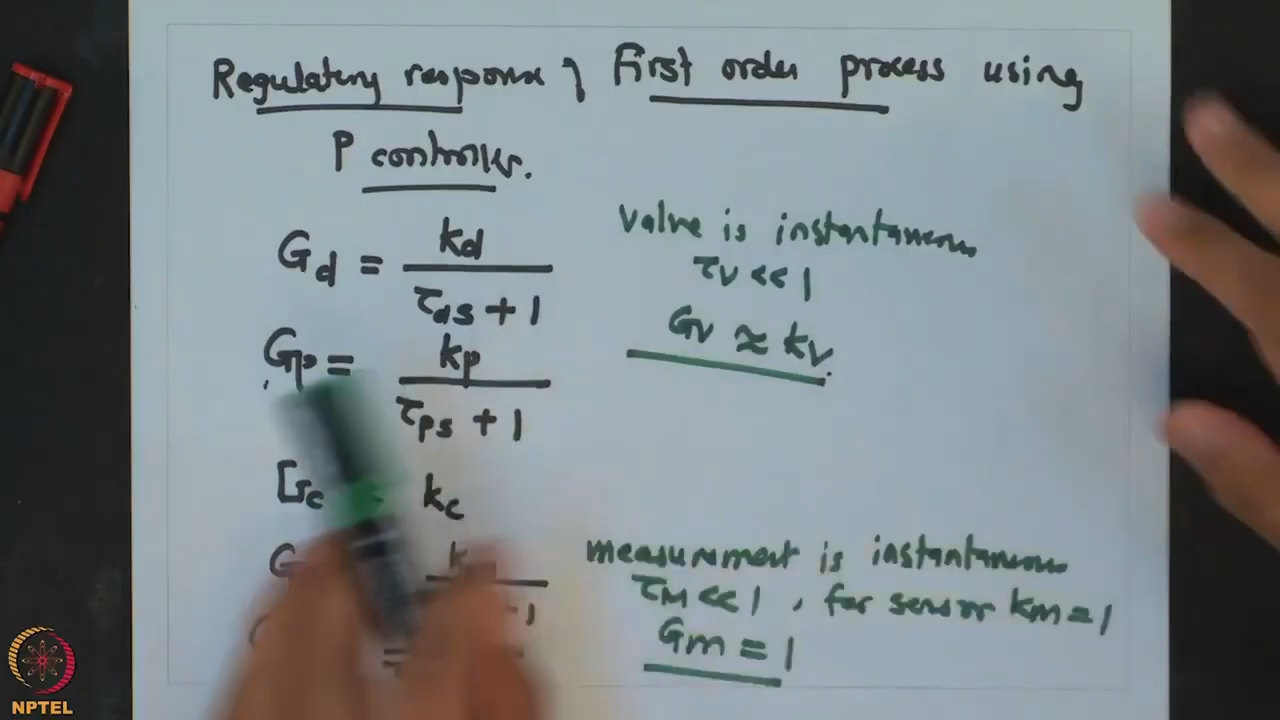 Regulatory response of First order process using
P controller.
Gd = kd / τds + 1
valve is instantaneous
τv << 1
Gv ≈ kv.
Gp = kp / τps + 1
Gc = kc
measurement is instantaneous
τM << 1, for sensor km = 1
Gm = 1
NPTEL